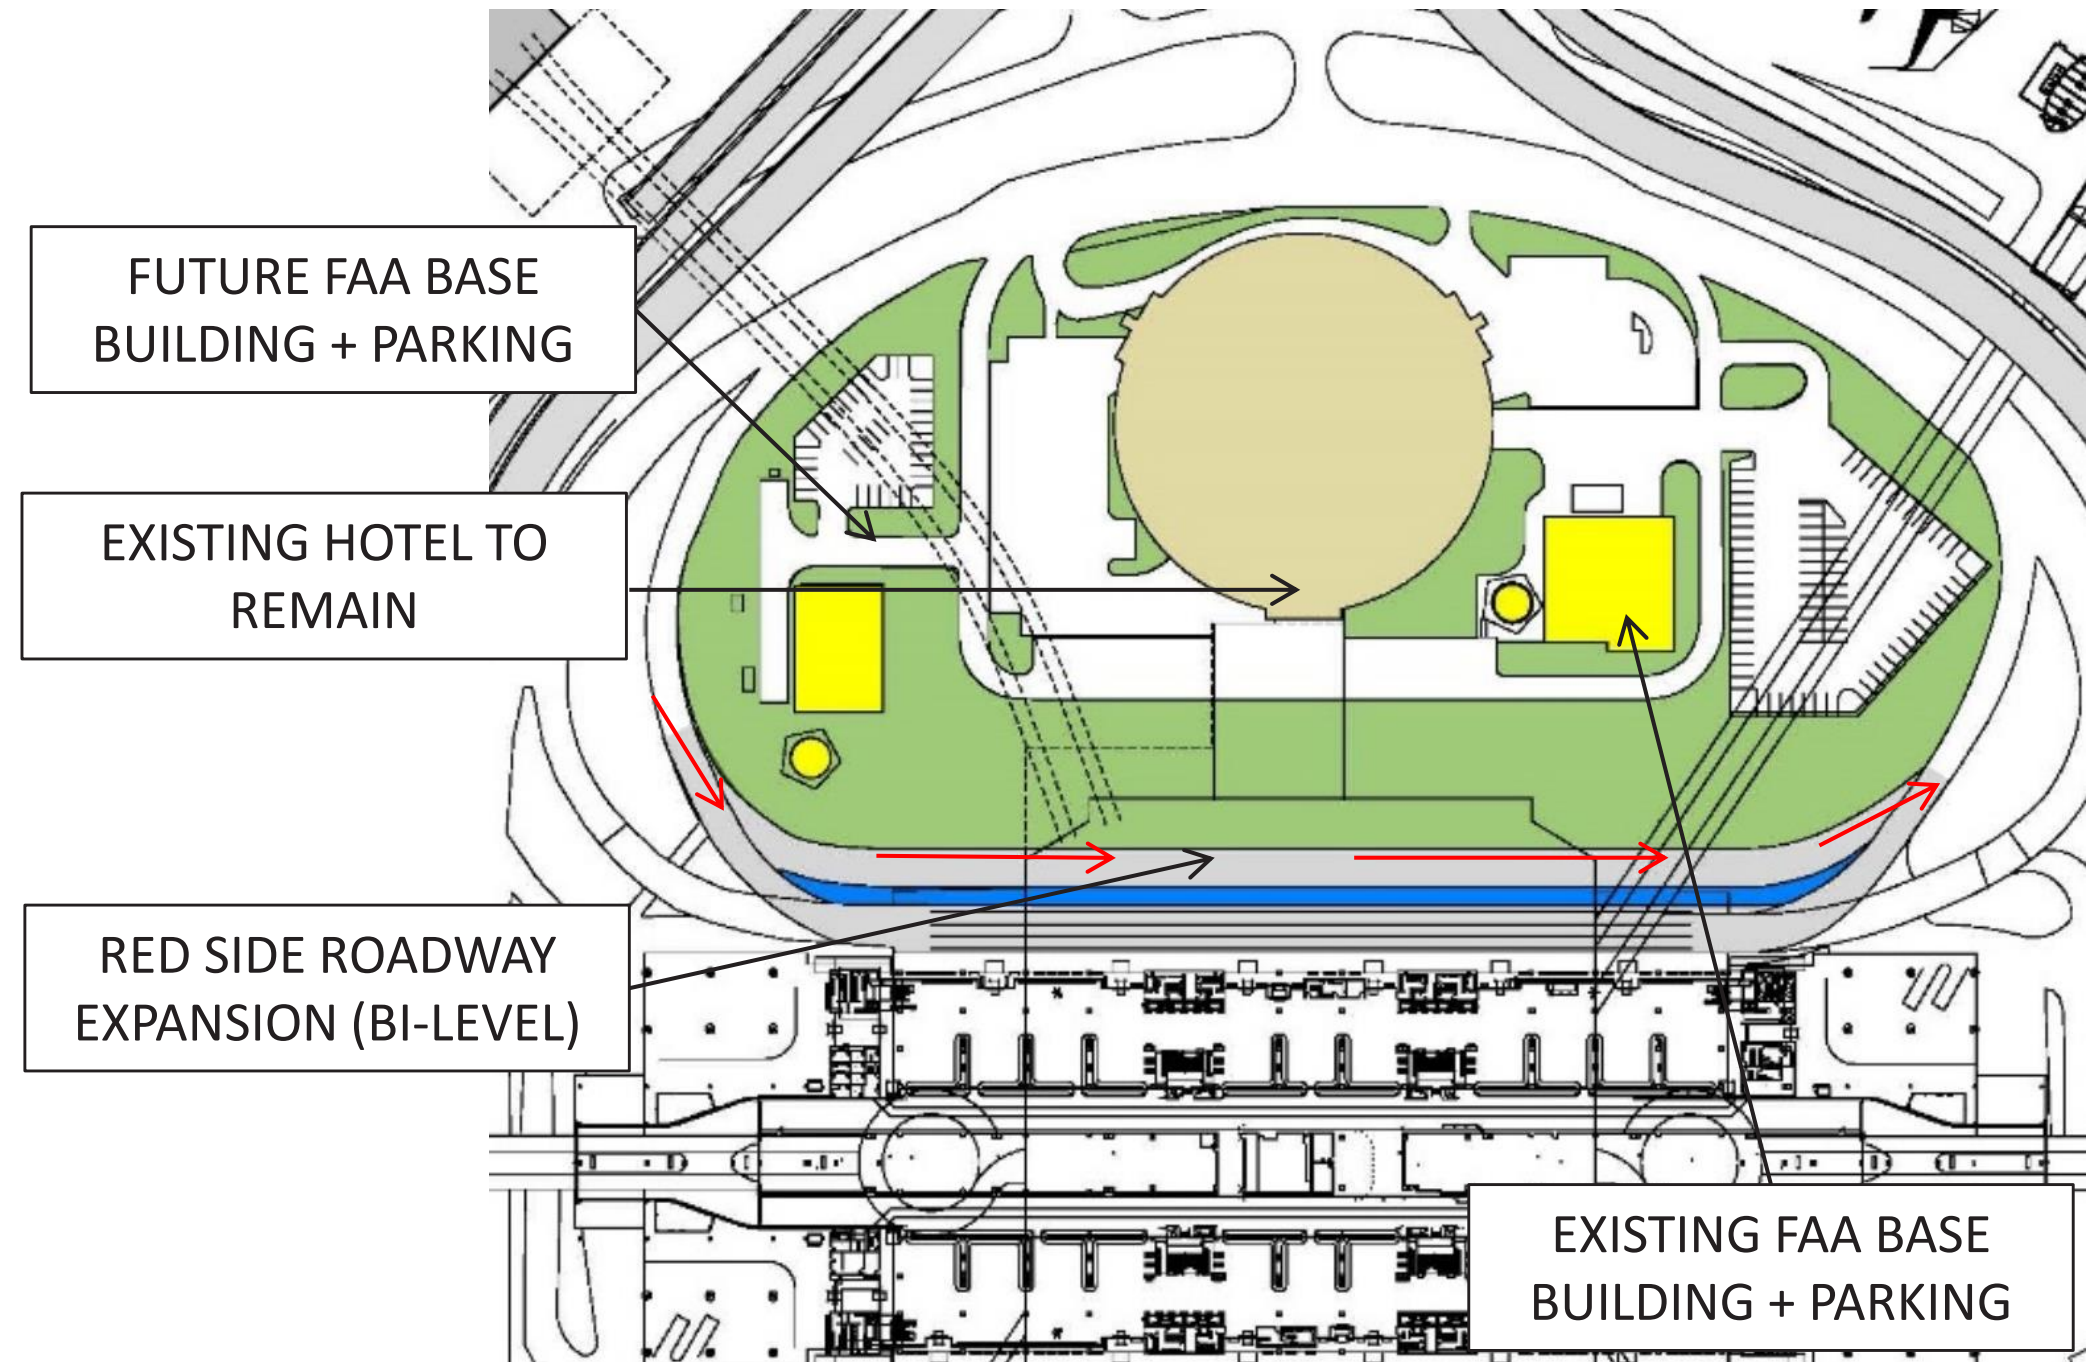 FUTURE FAA BASE
BUILDING + PARKING
EXISTING HOTEL TO
REMAIN
RED SIDE ROADWAY
EXPANSION (BI-LEVEL)
EXISTING FAA BASE
BUILDING + PARKING